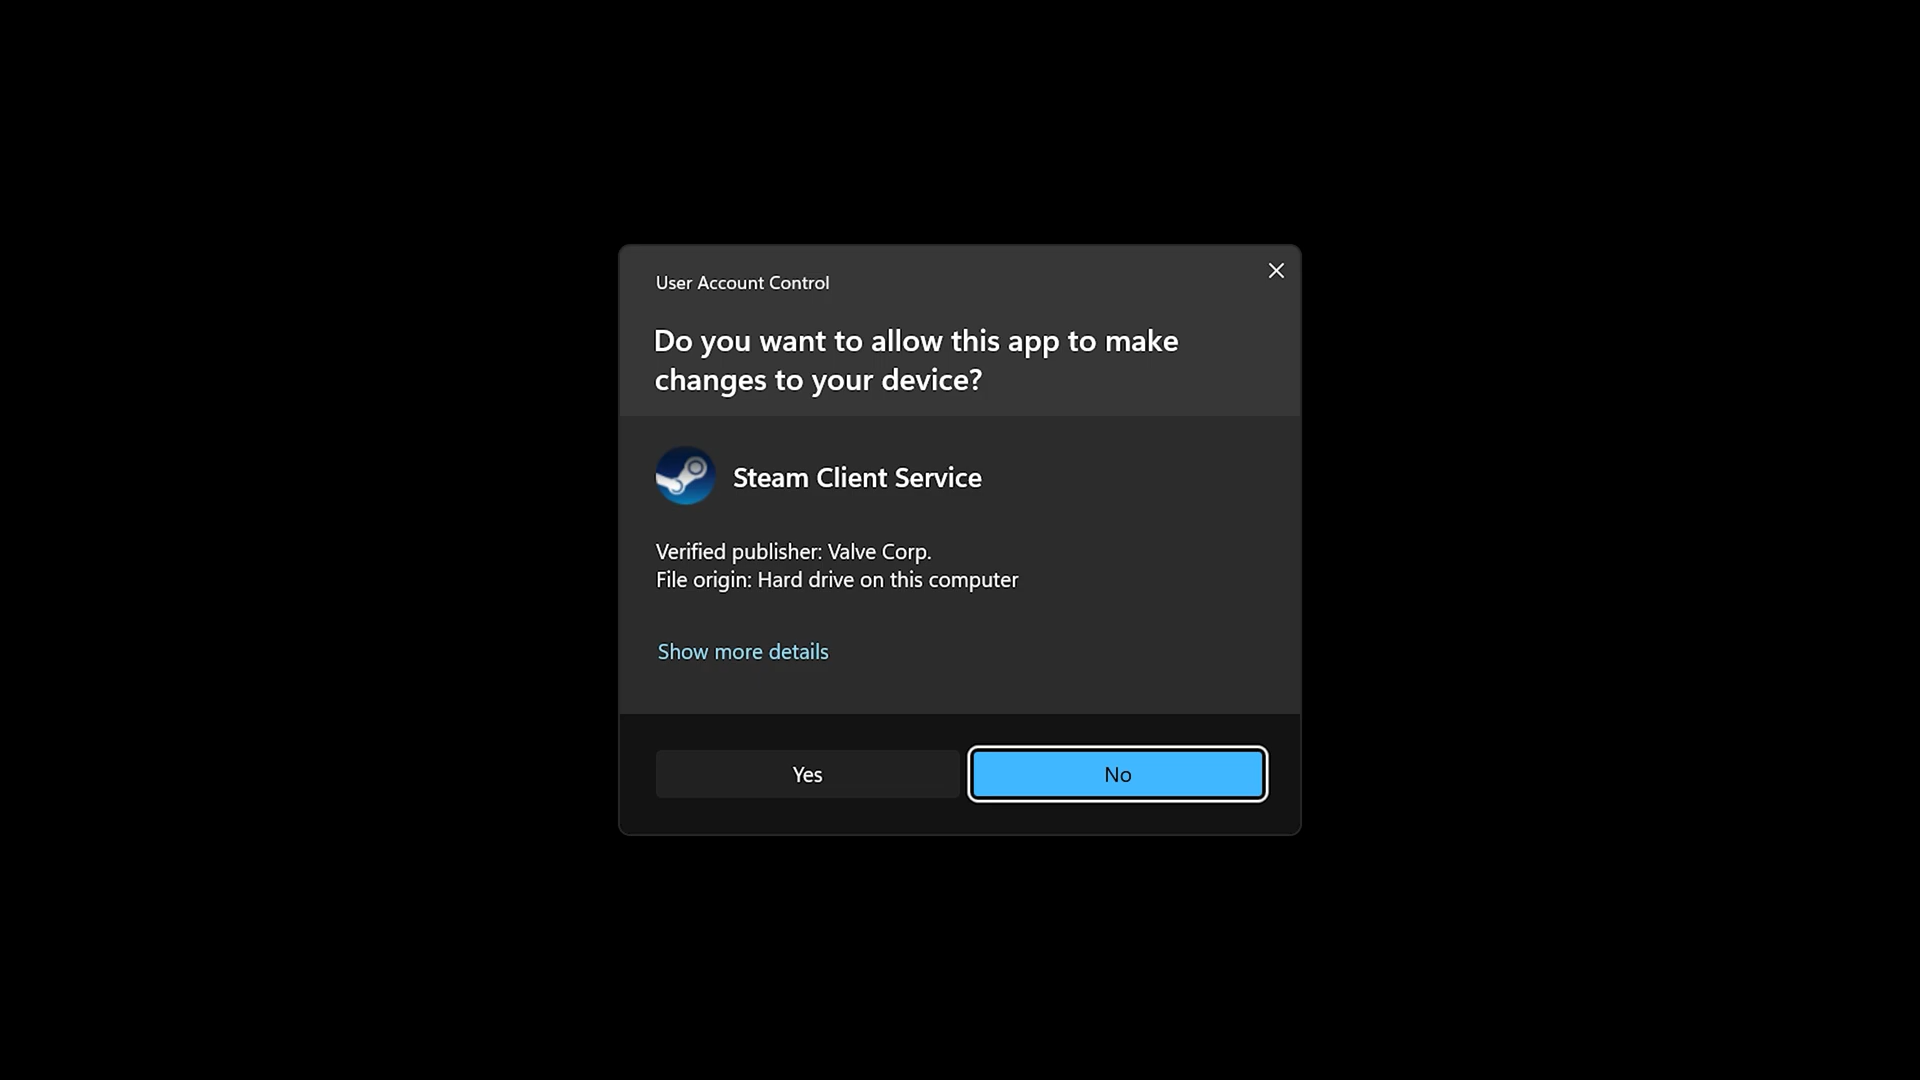 User Account Control
Do you want to allow this app to make
changes to your device?
Steam Client Service
Verified publisher: Valve Corp.
File origin: Hard drive on this computer
Show more details
Yes
No